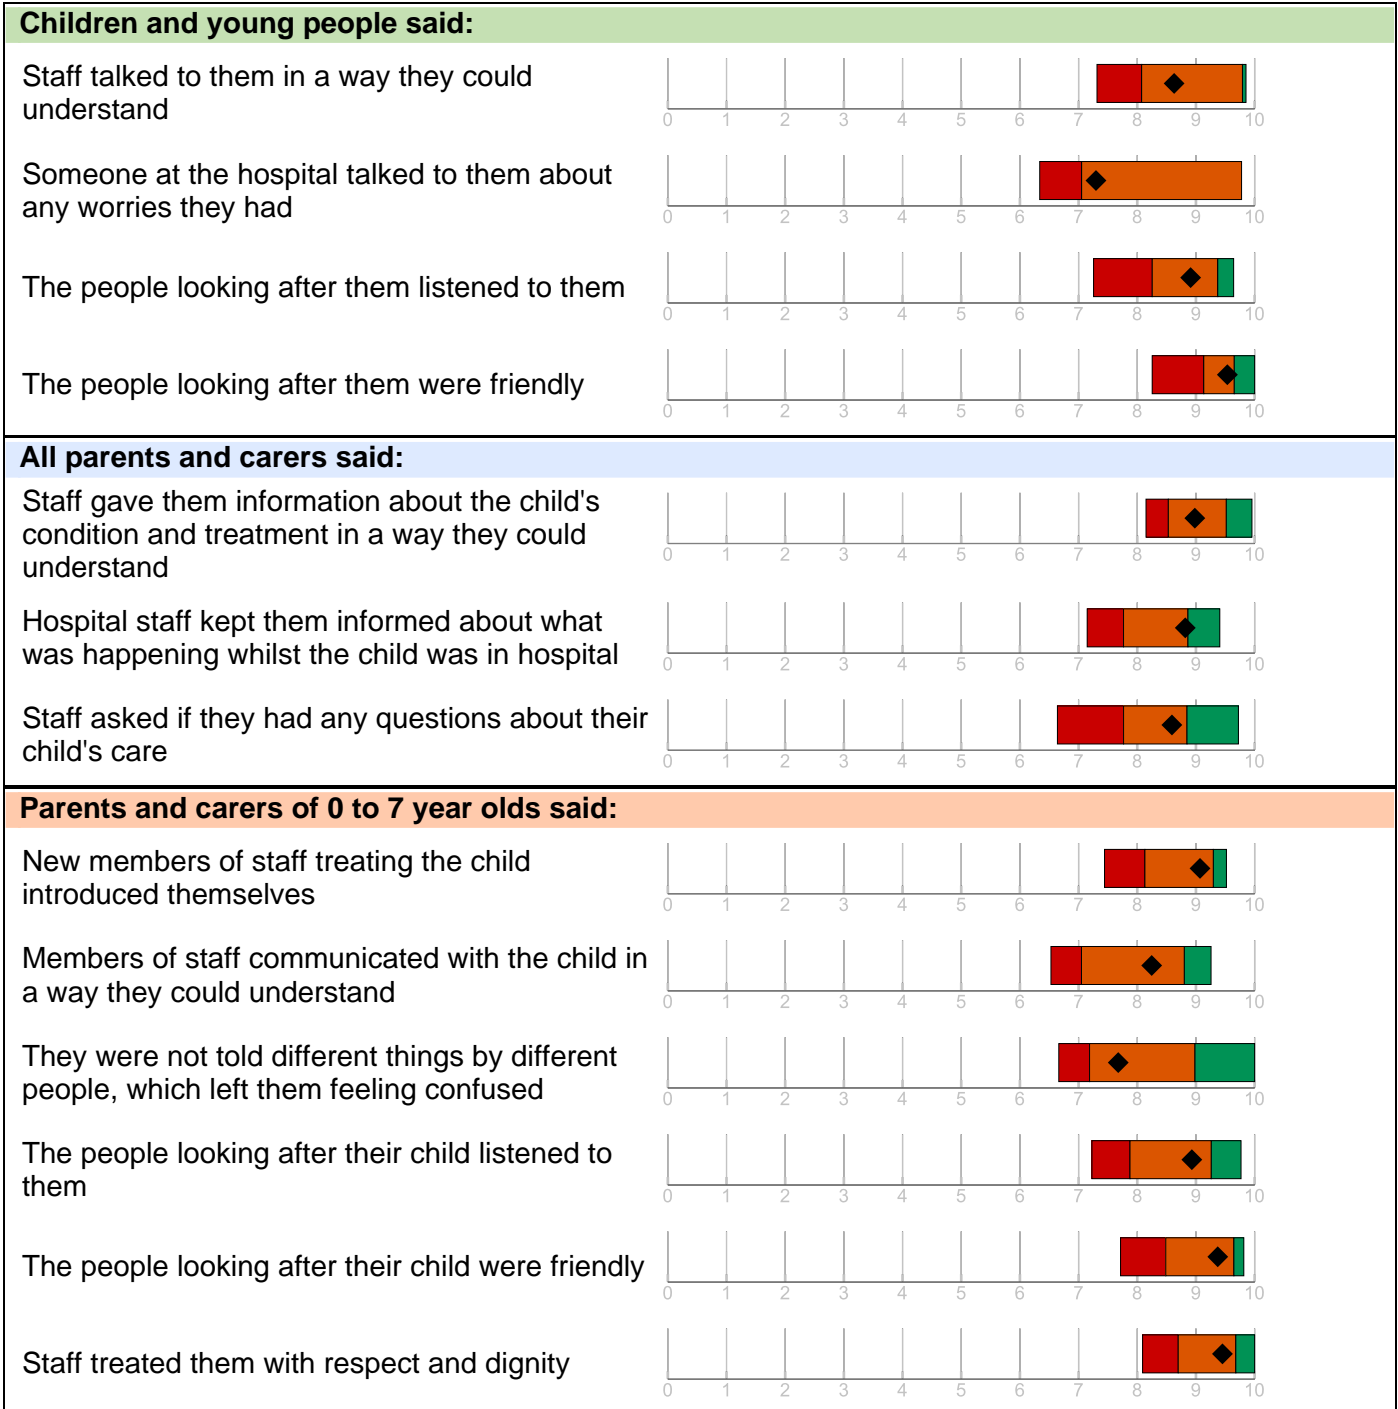 Children and young people said:
Staff talked to them in a way they could
understand
0 1 2 3 4 5 6 7 8 9 10
Someone at the hospital talked to them about
any worries they had
0 1 2 3 4 5 6 7 8 9 10
The people looking after them listened to them
0 1 2 3 4 5 6 7 8 9 10
The people looking after them were friendly
0 1 2 3 4 5 6 7 8 9 10
All parents and carers said:
Staff gave them information about the child's
condition and treatment in a way they could
understand
0 1 2 3 4 5 6 7 8 9 10
Hospital staff kept them informed about what
was happening whilst the child was in hospital
0 1 2 3 4 5 6 7 8 9 10
Staff asked if they had any questions about their
child's care
0 1 2 3 4 5 6 7 8 9 10
Parents and carers of 0 to 7 year olds said:
New members of staff treating the child
introduced themselves
0 1 2 3 4 5 6 7 8 9 10
Members of staff communicated with the child in
a way they could understand
0 1 2 3 4 5 6 7 8 9 10
They were not told different things by different
people, which left them feeling confused
0 1 2 3 4 5 6 7 8 9 10
The people looking after their child listened to
them
0 1 2 3 4 5 6 7 8 9 10
The people looking after their child were friendly
0 1 2 3 4 5 6 7 8 9 10
Staff treated them with respect and dignity
0 1 2 3 4 5 6 7 8 9 10